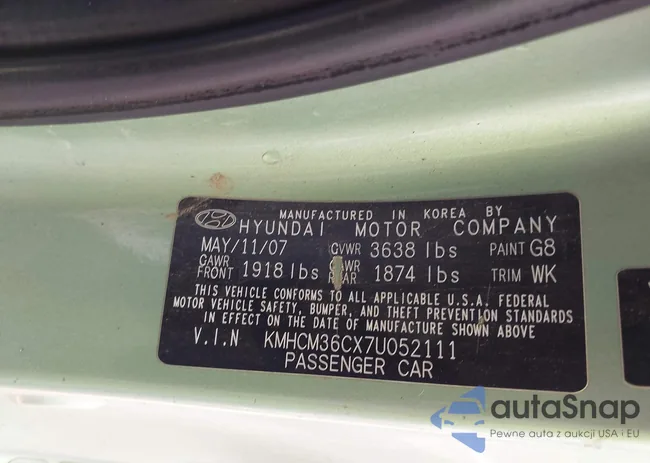 MANUFACTURED IN KOREA BY
HYUNDAI MOTOR COMPANY
MAY/11/07 GVWR 3638 lbs PAINT G8
GAWR FRONT 1918 lbs GAWR REAR 1874 lbs TRIM WK
THIS VEHICLE CONFORMS TO ALL APPLICABLE U.S.A. FEDERAL
MOTOR VEHICLE SAFETY, BUMPER, AND THEFT PREVENTION STANDARDS
IN EFFECT ON THE DATE OF MANUFACTURE SHOWN ABOVE
V.I.N KMHCM36CX7U052111
PASSENGER CAR
autaSnap
Pewne auta z aukcji USA i EU